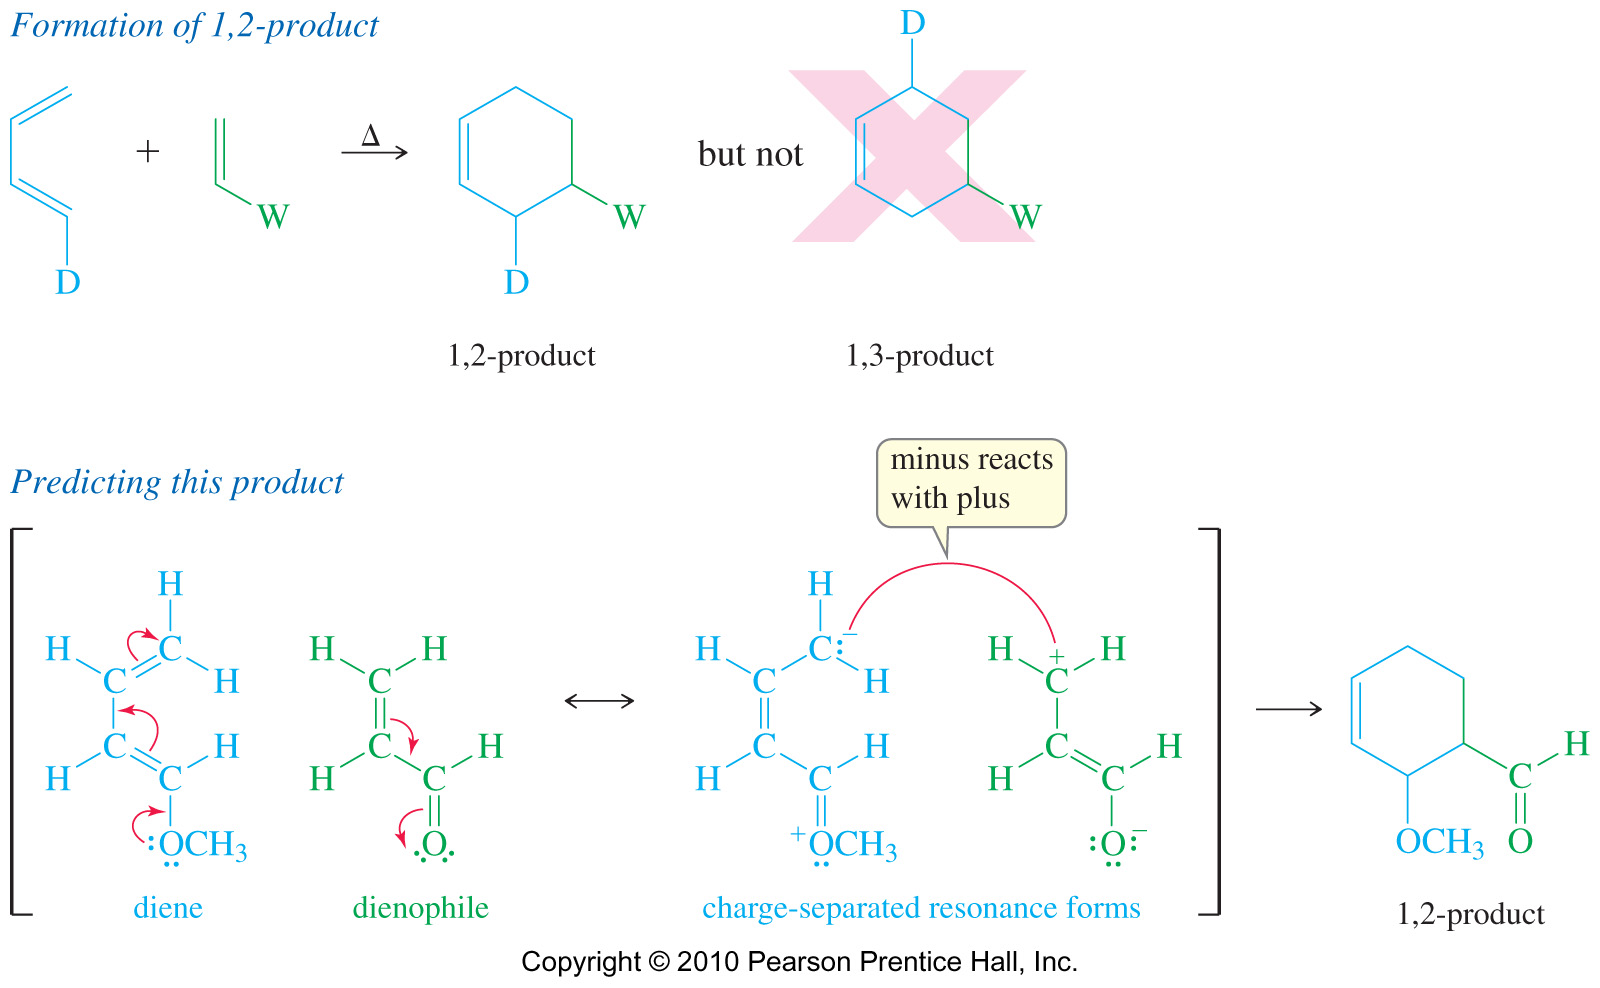 Formation of 1,2-product
D
+
W
D
Δ
W
D
but not
W
1,2-product
1,3-product
minus reacts
with plus
Predicting this product
H
H
C
H
C
C
H
H
C
:OCH3
diene
H
H
C
C
H
H
C
O
dienophile
H
H
C:−
C
H
C
H
H
C
+OCH3
H
+
H
C
C
H
H
C
:O:−
charge-separated resonance forms
H
C
OCH3
O
1,2-product
Copyright © 2010 Pearson Prentice Hall, Inc.